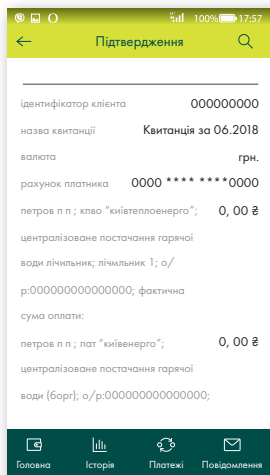 100% 17:57
Підтвердження
ідентифікатор клієнта 000000000
назва квитанції Квитанція за 06.2018
валюта грн.
рахунок платника 0000 **** ****0000
петров п п ; кпво "київтеплоенерго"; 0, 00 ₴
централізоване постачання гарячої
води лічильник; лічмльник 1; о/
р:000000000000000; фактична
сума оплати:
петров п п ; пат "київенерго"; 0, 00 ₴
централізоване постачання гарячої
води (борг); о/р:000000000000000;
Головна Історія Платежі Повідомлення